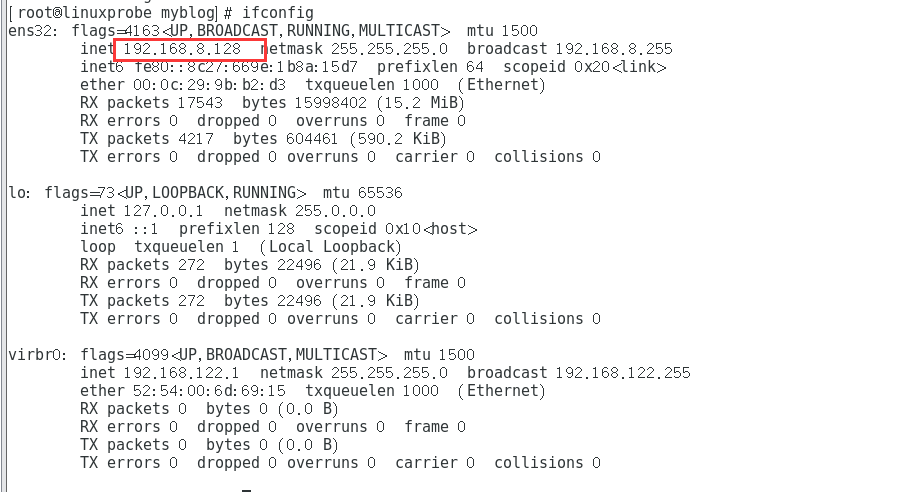 [root@linuxprobe myblog]# ifconfig
ens32: flags=4163<UP,BROADCAST,RUNNING,MULTICAST>  mtu 1500
        inet 192.168.8.128  netmask 255.255.255.0  broadcast 192.168.8.255
        inet6 fe80::8c27:669e:1b8a:15d7  prefixlen 64  scopeid 0x20<link>
        ether 00:0c:29:9b:b2:d3  txqueuelen 1000  (Ethernet)
        RX packets 17543  bytes 15998402 (15.2 MiB)
        RX errors 0  dropped 0  overruns 0  frame 0
        TX packets 4217  bytes 604461 (590.2 KiB)
        TX errors 0  dropped 0 overruns 0  carrier 0  collisions 0

lo: flags=73<UP,LOOPBACK,RUNNING>  mtu 65536
        inet 127.0.0.1  netmask 255.0.0.0
        inet6 ::1  prefixlen 128  scopeid 0x10<host>
        loop  txqueuelen 1  (Local Loopback)
        RX packets 272  bytes 22496 (21.9 KiB)
        RX errors 0  dropped 0  overruns 0  frame 0
        TX packets 272  bytes 22496 (21.9 KiB)
        TX errors 0  dropped 0 overruns 0  carrier 0  collisions 0

virbr0: flags=4099<UP,BROADCAST,MULTICAST>  mtu 1500
        inet 192.168.122.1  netmask 255.255.255.0  broadcast 192.168.122.255
        ether 52:54:00:6d:69:15  txqueuelen 1000  (Ethernet)
        RX packets 0  bytes 0 (0.0 B)
        RX errors 0  dropped 0  overruns 0  frame 0
        TX packets 0  bytes 0 (0.0 B)
        TX errors 0  dropped 0 overruns 0  carrier 0  collisions 0